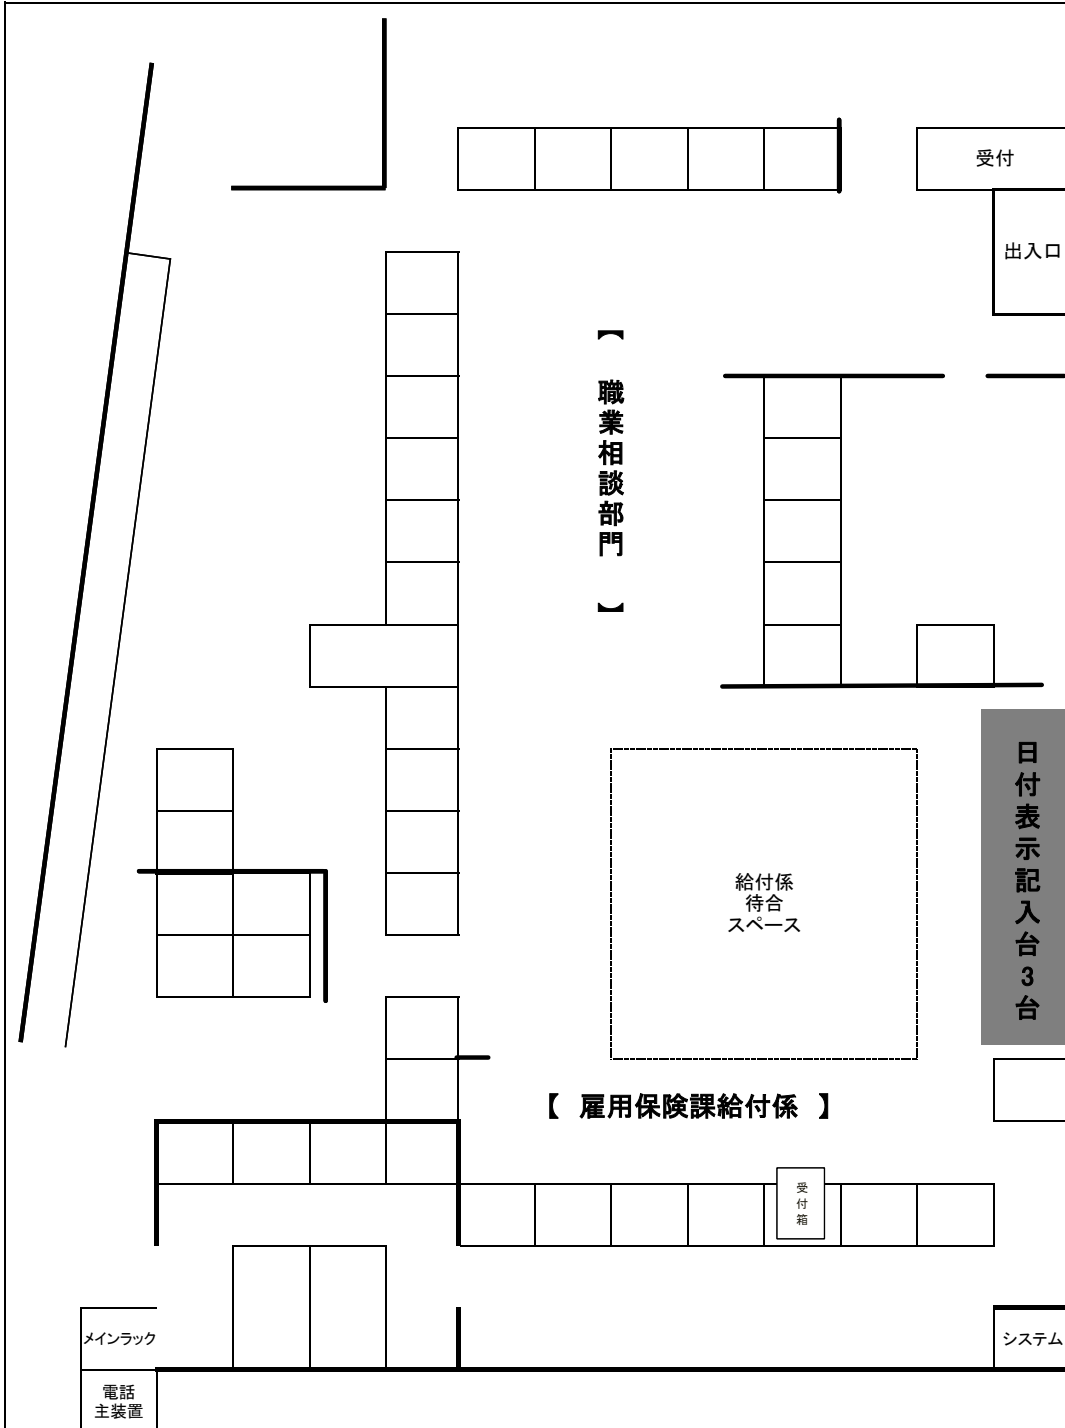 受付
出入口
【 職業相談部門 】
日付表示記入台3台
給付係
待合
スペース
【 雇用保険課給付係 】
受付箱
メインラック
システム
電話
主装置